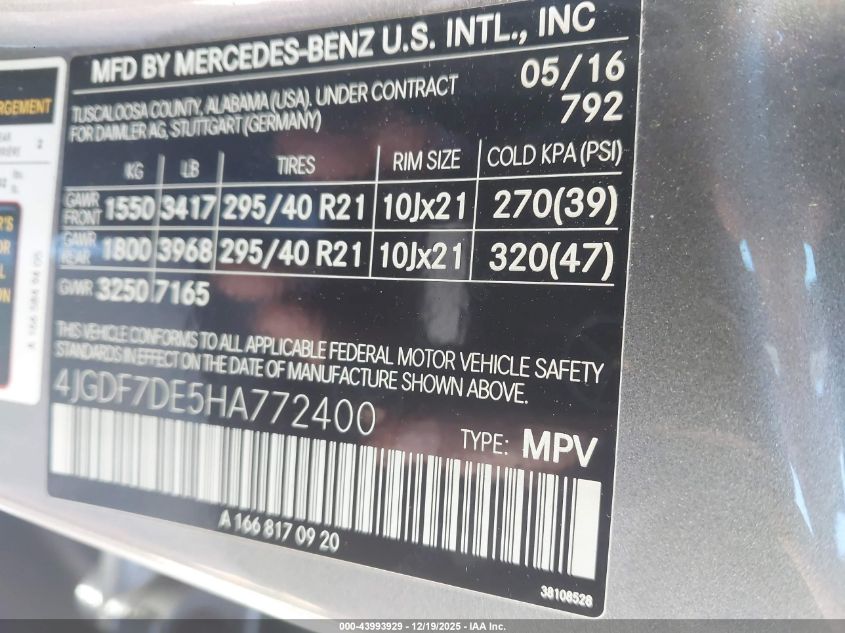 MFD BY MERCEDES-BENZ U.S. INTL., INC
TUSCALOOSA COUNTY, ALABAMA (USA). UNDER CONTRACT
FOR DAIMLER AG, STUTTGART (GERMANY)
05/16
792
KG LB TIRES RIM SIZE COLD KPA (PSI)
GAWR FRONT 1550 3417 295/40 R21 10Jx21 270(39)
GAWR REAR 1800 3968 295/40 R21 10Jx21 320(47)
GVWR 3250 7165
THIS VEHICLE CONFORMS TO ALL APPLICABLE FEDERAL MOTOR VEHICLE SAFETY
STANDARDS IN EFFECT ON THE DATE OF MANUFACTURE SHOWN ABOVE.
4JGDF7DE5HA772400
TYPE: MPV
A 166 817 09 20
38108528
000-43993929 - 12/19/2025 - IAA Inc.